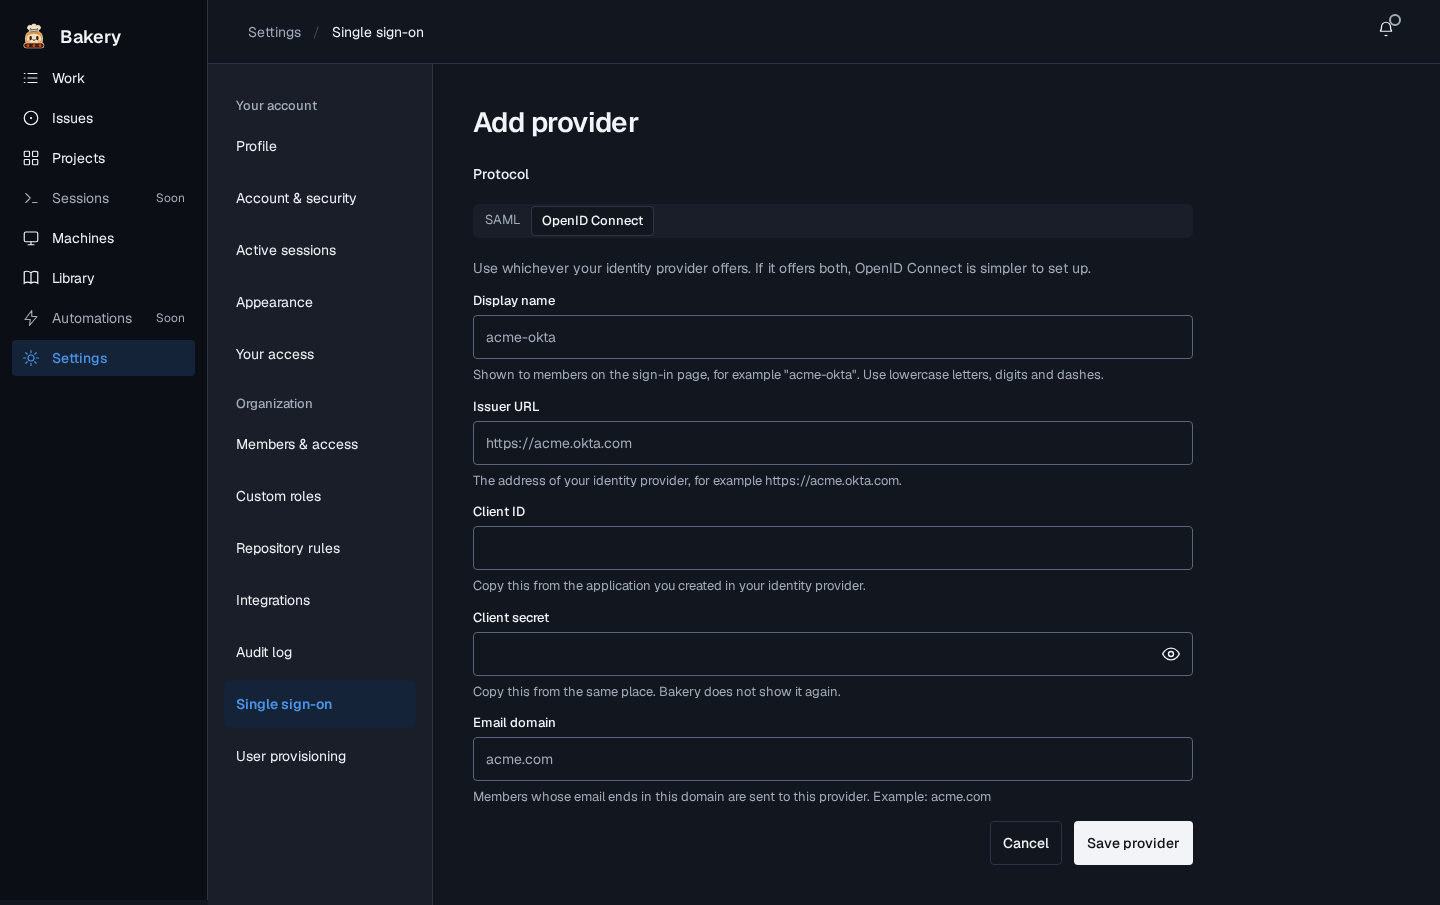 Bakery
Work
Issues
Projects
Sessions Soon
Machines
Library
Automations Soon
Settings
Settings / Single sign-on
Your account
Profile
Account & security
Active sessions
Appearance
Your access
Organization
Members & access
Custom roles
Repository rules
Integrations
Audit log
Single sign-on
User provisioning
Add provider
Protocol
SAML OpenID Connect
Use whichever your identity provider offers. If it offers both, OpenID Connect is simpler to set up.
Display name
acme-okta
Shown to members on the sign-in page, for example "acme-okta". Use lowercase letters, digits and dashes.
Issuer URL
https://acme.okta.com
The address of your identity provider, for example https://acme.okta.com.
Client ID
Copy this from the application you created in your identity provider.
Client secret
Copy this from the same place. Bakery does not show it again.
Email domain
acme.com
Members whose email ends in this domain are sent to this provider. Example: acme.com
Cancel Save provider